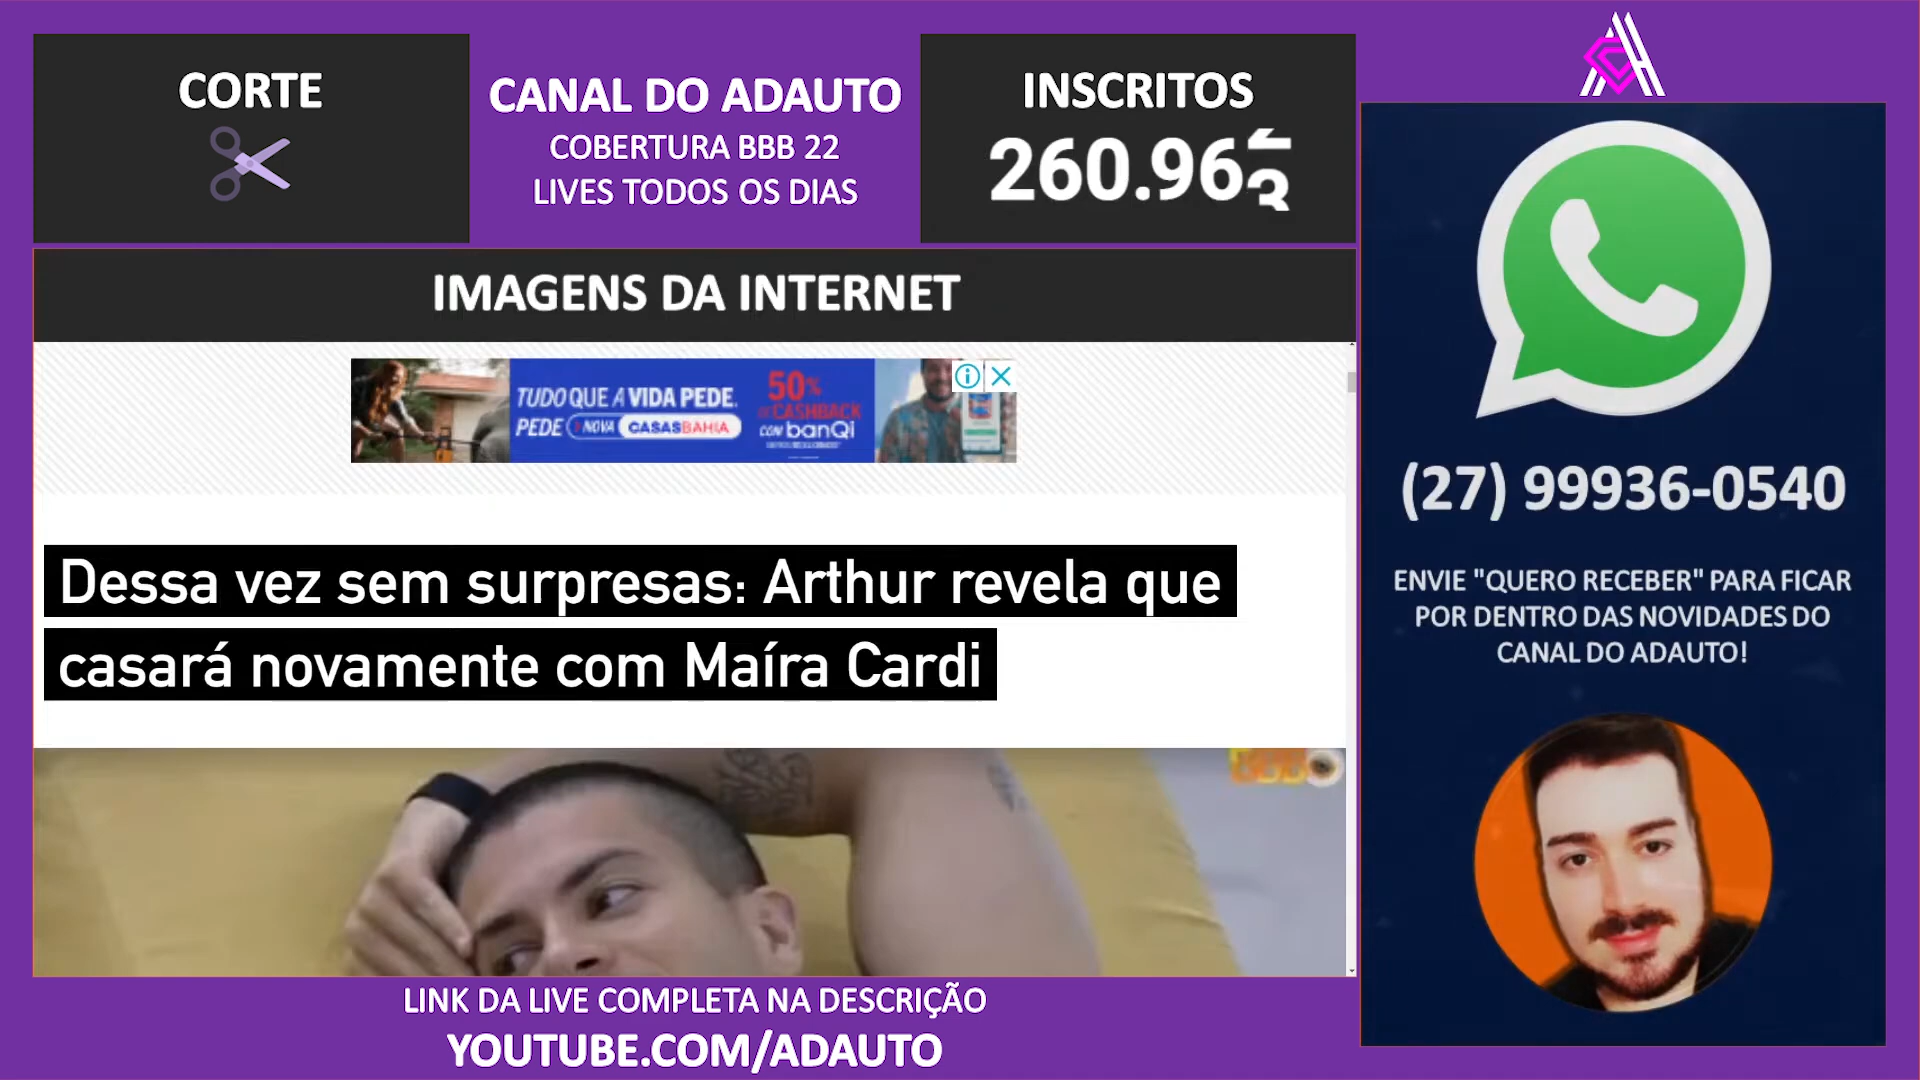 CORTE
CANAL DO ADAUTO
COBERTURA BBB 22
LIVES TODOS OS DIAS
INSCRITOS
260.96
IMAGENS DA INTERNET
TUDO QUE A VIDA PEDE.
PEDE NOVA CASASBAHIA
50%
DE CASHBACK
COM banQi
Dessa vez sem surpresas: Arthur revela que
casará novamente com Maíra Cardi
LINK DA LIVE COMPLETA NA DESCRIÇÃO
YOUTUBE.COM/ADAUTO
(27) 99936-0540
ENVIE "QUERO RECEBER" PARA FICAR
POR DENTRO DAS NOVIDADES DO
CANAL DO ADAUTO!